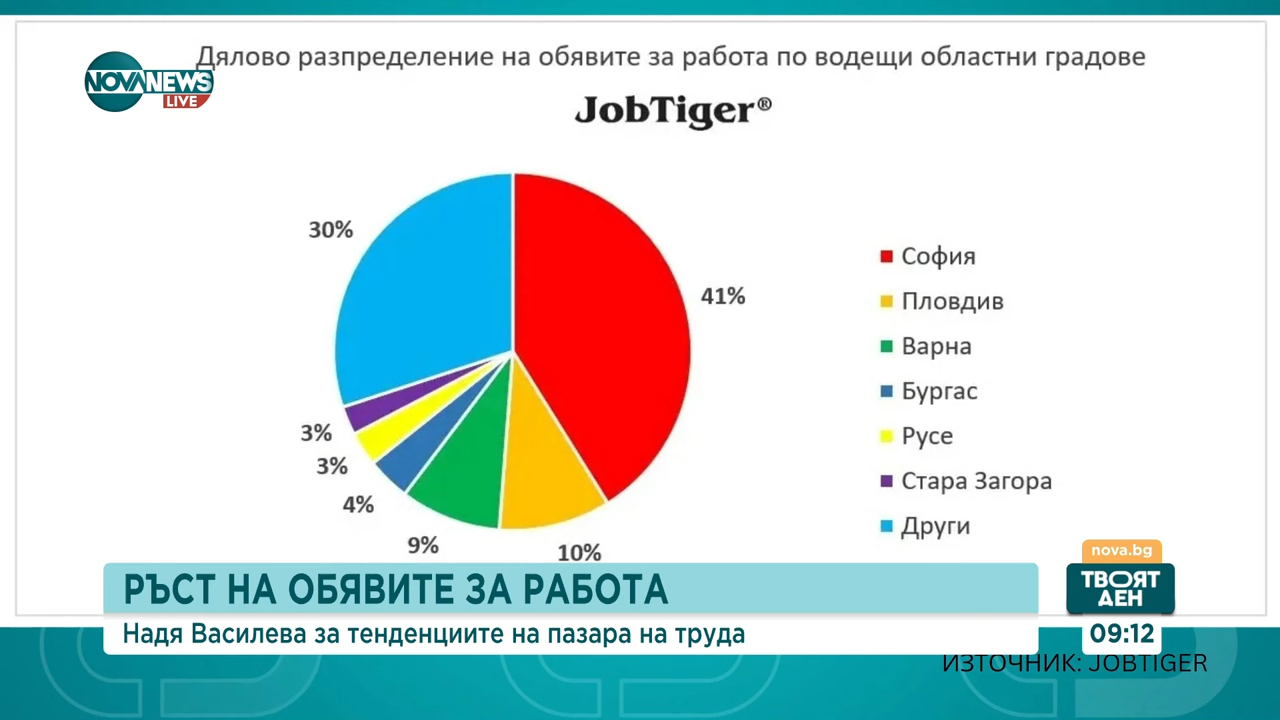 Дялово разпределение на обявите за работа по водещи областни градове
NOVANEWS
LIVE
JobTiger®
30%
41%
3%
3%
4%
9%
10%
София
Пловдив
Варна
Бургас
Русе
Стара Загора
Други
РЪСТ НА ОБЯВИТЕ ЗА РАБОТА
Надя Василева за тенденциите на пазара на труда
nova.bg
ТВОЯТ
ДЕН
09:12
ИЗТОЧНИК: JOBTIGER